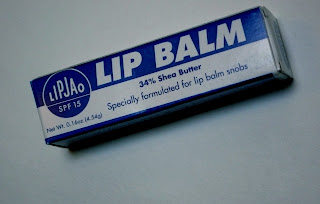 LIPJAO
SPF 15
Net Wt. 0.16oz (4.54g)
LIP BALM
34% Shea Butter
Specially formulated for lip balm snobs